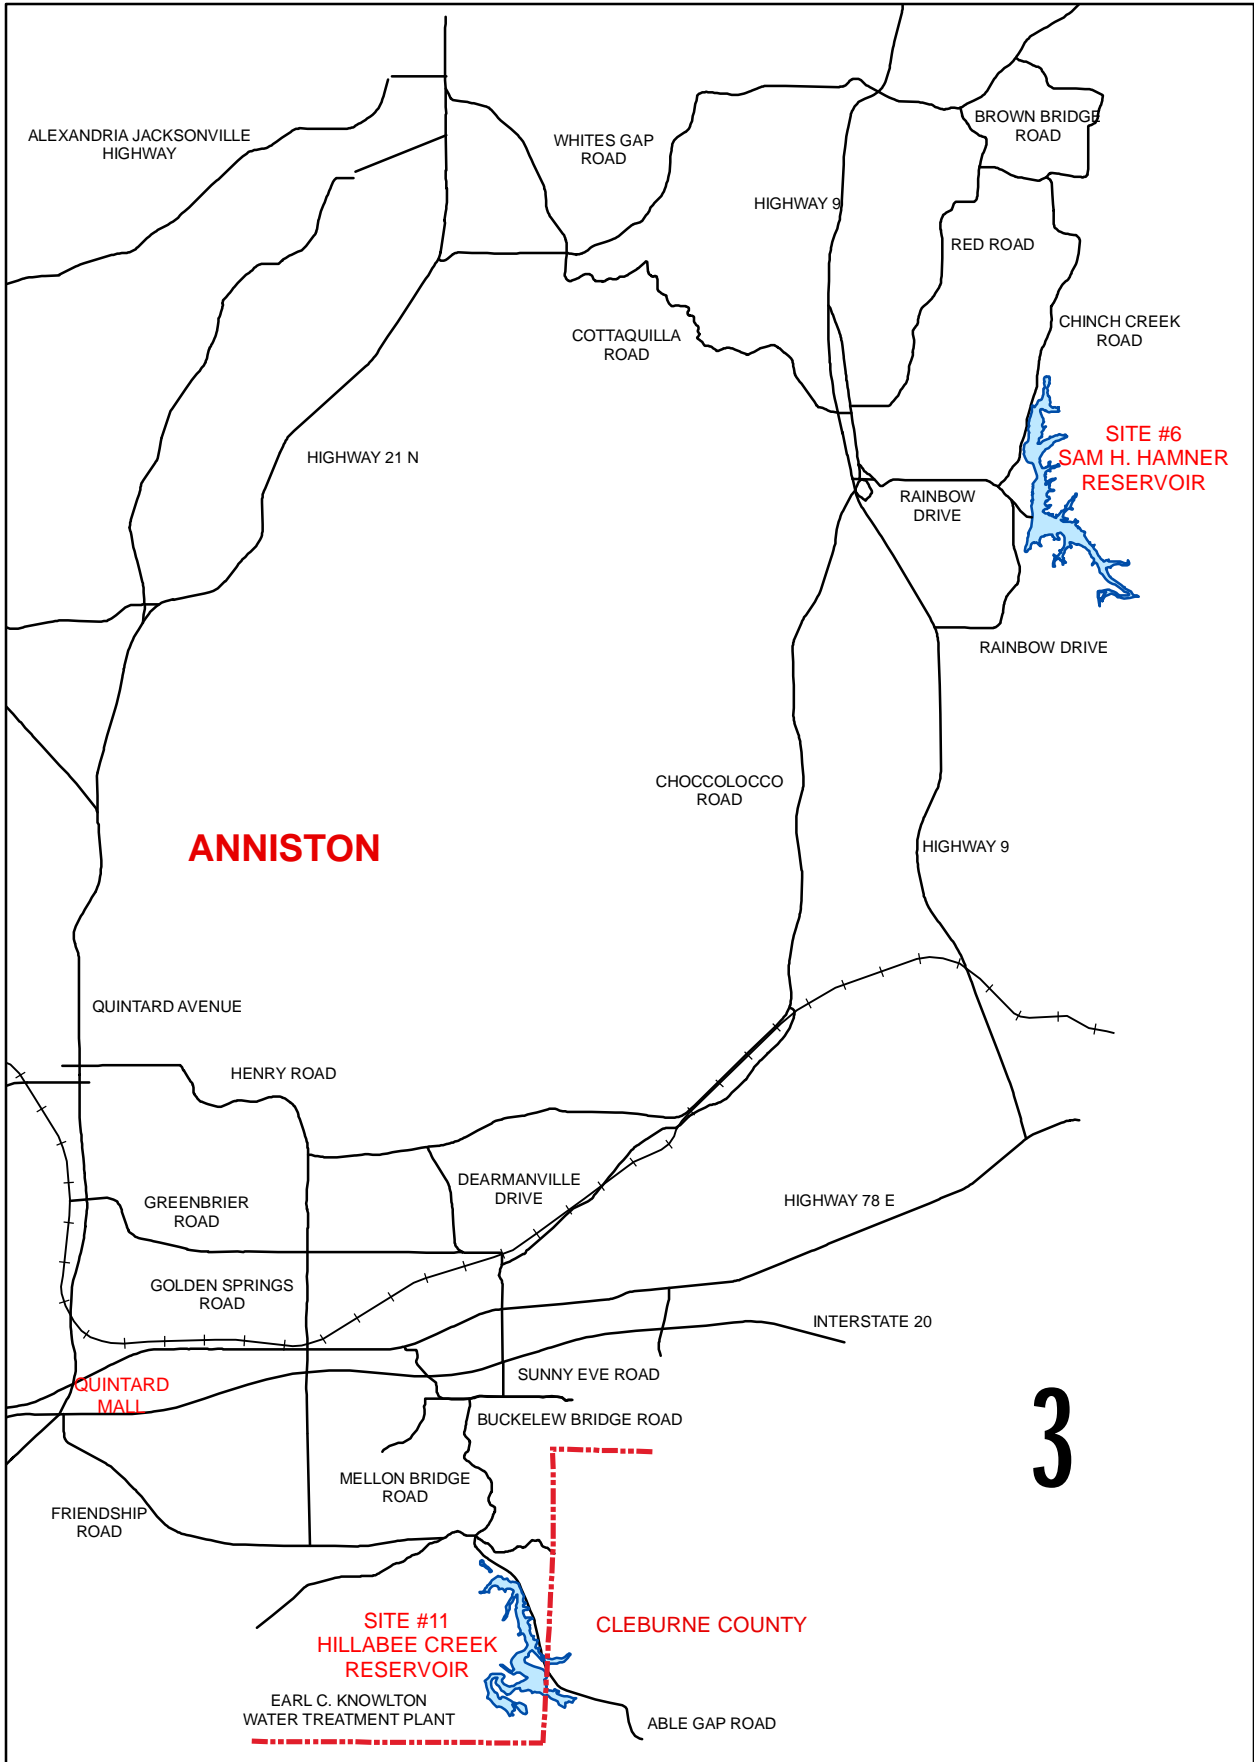 BROWN BRIDGE
ROAD
ALEXANDRIA JACKSONVILLE
HIGHWAY
WHITES GAP
ROAD
HIGHWAY 9
RED ROAD
CHINCH CREEK
ROAD
COTTAQUILLA
ROAD
SITE #6
SAM H. HAMNER
RESERVOIR
HIGHWAY 21 N
RAINBOW
DRIVE
RAINBOW DRIVE
CHOCCOLOCCO
ROAD
ANNISTON
HIGHWAY 9
QUINTARD AVENUE
HENRY ROAD
DEARMANVILLE
DRIVE
GREENBRIER
ROAD
HIGHWAY 78 E
GOLDEN SPRINGS
ROAD
INTERSTATE 20
SUNNY EVE ROAD
QUINTARD
MALL
BUCKELEW BRIDGE ROAD
3
MELLON BRIDGE
ROAD
FRIENDSHIP
ROAD
SITE #11
HILLABEE CREEK
RESERVOIR
CLEBURNE COUNTY
EARL C. KNOWLTON
WATER TREATMENT PLANT
ABLE GAP ROAD